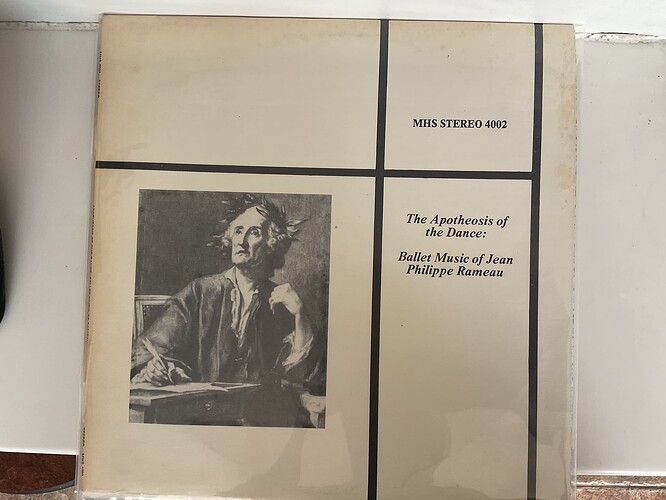 MHS STEREO 4002
The Apotheosis of
the Dance:
Ballet Music of Jean
Philippe Rameau